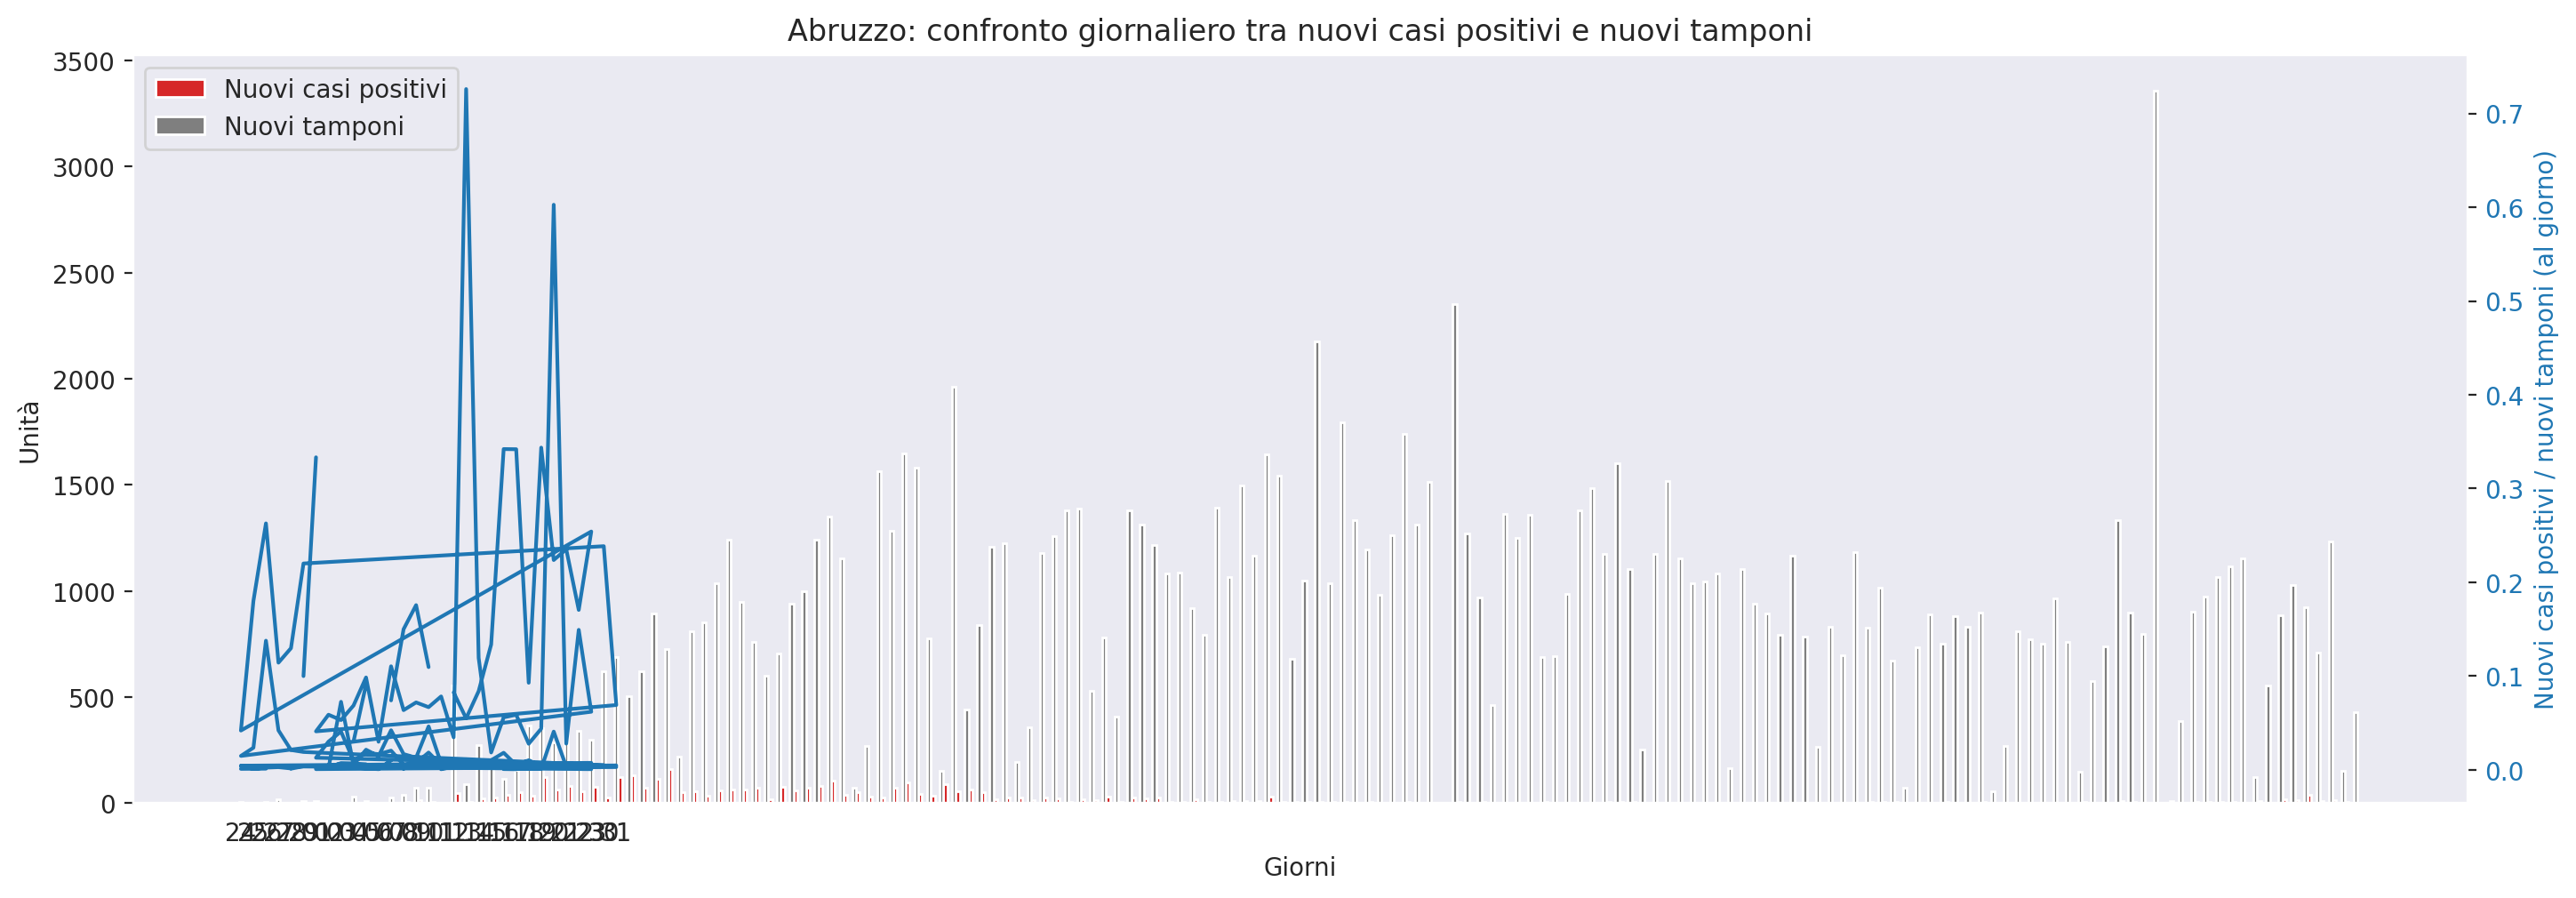 Abruzzo: confronto giornaliero tra nuovi casi positivi e nuovi tamponi
Nuovi casi positivi
Nuovi tamponi
3500
3000
2500
2000
1500
1000
500
0
Unità
0.7
0.6
0.5
0.4
0.3
0.2
0.1
0.0
Nuovi casi positivi / nuovi tamponi (al giorno)
Giorni